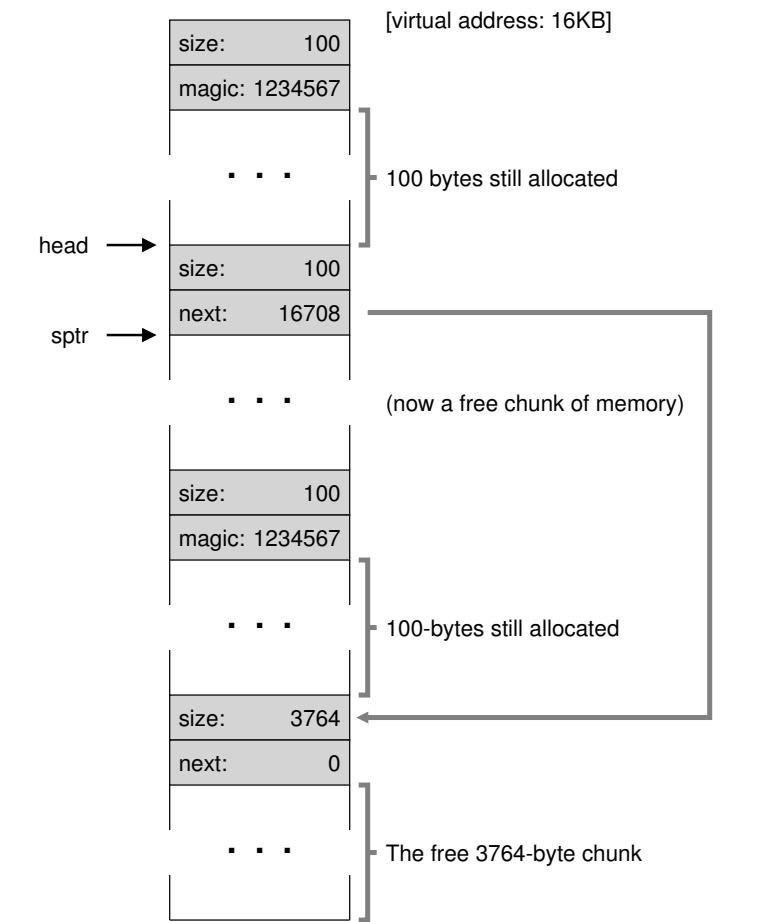 [virtual address: 16KB]
size: 100
magic: 1234567
. . .
100 bytes still allocated
head
size: 100
next: 16708
sptr
. . .
(now a free chunk of memory)
size: 100
magic: 1234567
. . .
100-bytes still allocated
size: 3764
next: 0
. . .
The free 3764-byte chunk